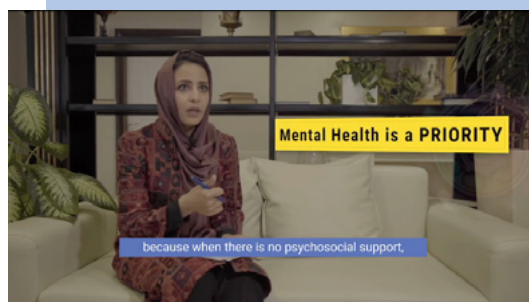 Mental Health is a PRIORITY
because when there is no psychosocial support,